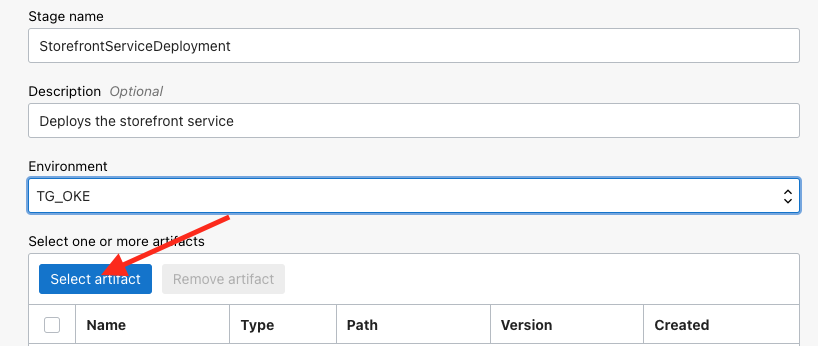 Stage name
StorefrontServiceDeployment
Description Optional
Deploys the storefront service
Environment
TG_OKE
Select one or more artifacts
Select artifact Remove artifact
Name Type Path Version Created